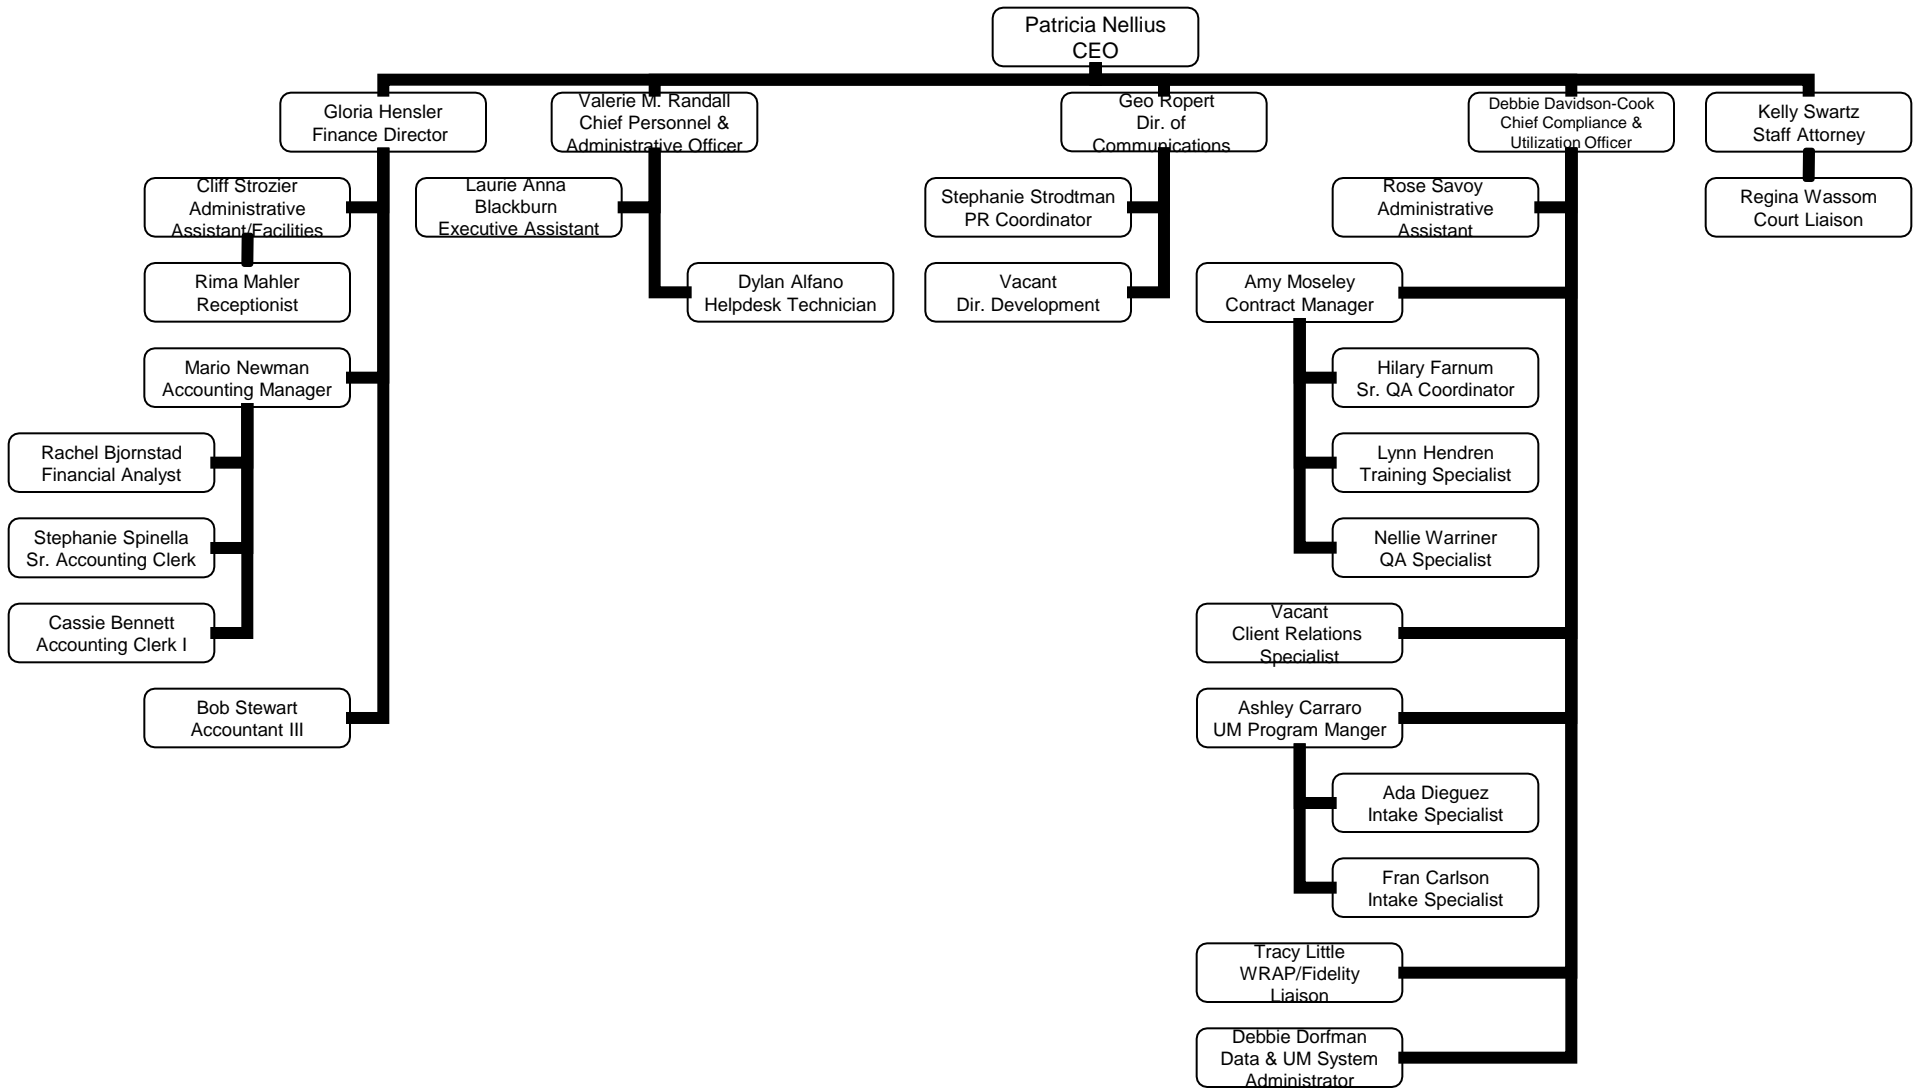 Patricia Nellius
CEO
Gloria Hensler
Finance Director
Valerie M. Randall
Chief Personnel &
Administrative Officer
Geo Ropert
Dir. of
Communications
Debbie Davidson-Cook
Chief Compliance &
Utilization Officer
Kelly Swartz
Staff Attorney
Cliff Strozier
Administrative
Assistant/Facilities
Laurie Anna
Blackburn
Executive Assistant
Stephanie Strodtman
PR Coordinator
Rose Savoy
Administrative
Assistant
Regina Wassom
Court Liaison
Rima Mahler
Receptionist
Dylan Alfano
Helpdesk Technician
Vacant
Dir. Development
Amy Moseley
Contract Manager
Mario Newman
Accounting Manager
Hilary Farnum
Sr. QA Coordinator
Rachel Bjornstad
Financial Analyst
Lynn Hendren
Training Specialist
Stephanie Spinella
Sr. Accounting Clerk
Nellie Warriner
QA Specialist
Cassie Bennett
Accounting Clerk I
Vacant
Client Relations
Specialist
Bob Stewart
Accountant III
Ashley Carraro
UM Program Manger
Ada Dieguez
Intake Specialist
Fran Carlson
Intake Specialist
Tracy Little
WRAP/Fidelity
Liaison
Debbie Dorfman
Data & UM System
Administrator